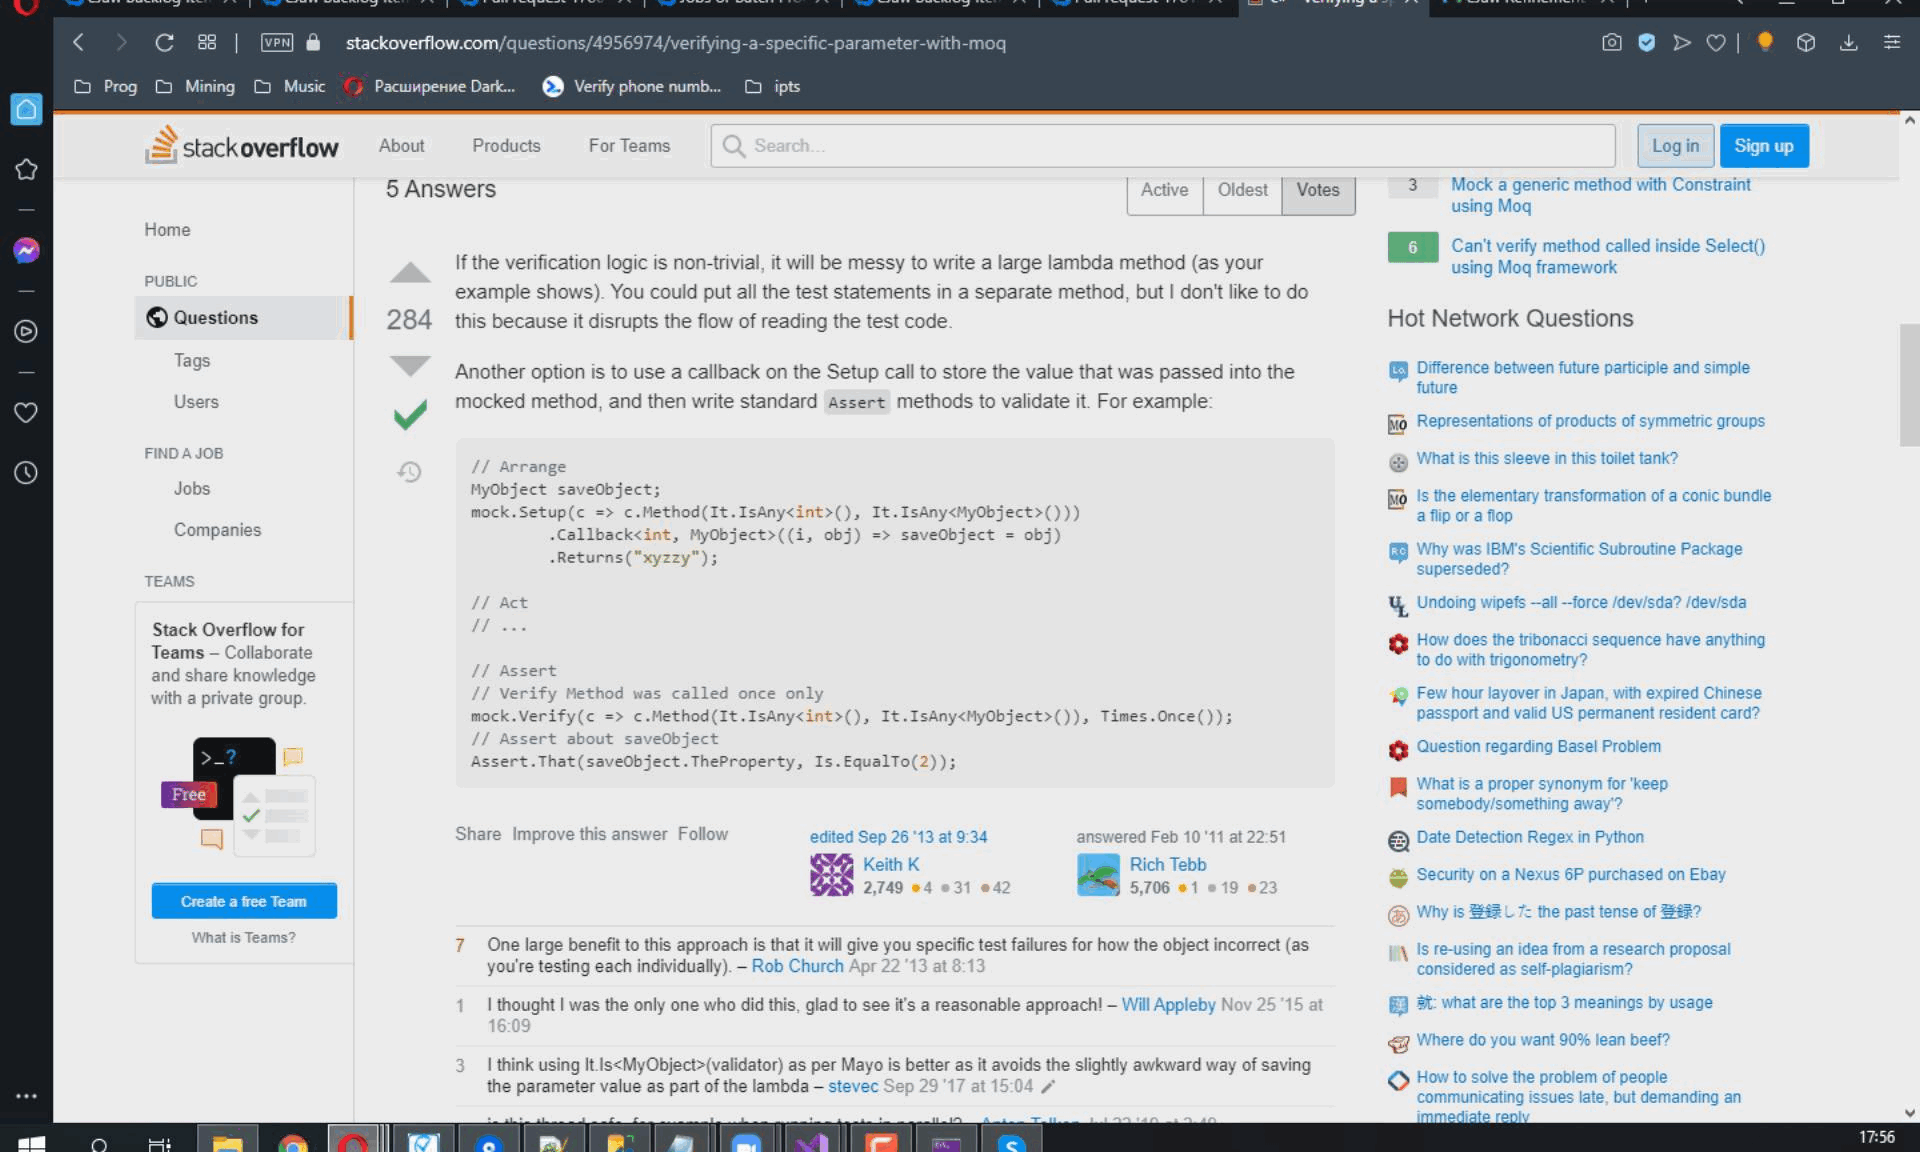 VPN
stackoverflow.com/questions/4956974/verifying-a-specific-parameter-with-moq
Prog
Mining
Music
Расширение Dark...
Verify phone numb...
ipts
stackoverflow
About
Products
For Teams
Search...
Log in
Sign up
Home
PUBLIC
Questions
Tags
Users
FIND A JOB
Jobs
Companies
TEAMS
Stack Overflow for
Teams – Collaborate
and share knowledge
with a private group.
>_?
Free
Create a free Team
What is Teams?
5 Answers
Active
Oldest
Votes
284
If the verification logic is non-trivial, it will be messy to write a large lambda method (as your
example shows). You could put all the test statements in a separate method, but I don't like to do
this because it disrupts the flow of reading the test code.
Another option is to use a callback on the Setup call to store the value that was passed into the
mocked method, and then write standard Assert methods to validate it. For example:
// Arrange
MyObject saveObject;
mock.Setup(c => c.Method(It.IsAny<int>(), It.IsAny<MyObject>()))
.Callback<int, MyObject>((i, obj) => saveObject = obj)
.Returns("xyzzy");
// Act
// ...
// Assert
// Verify Method was called once only
mock.Verify(c => c.Method(It.IsAny<int>(), It.IsAny<MyObject>()), Times.Once());
// Assert about saveObject
Assert.That(saveObject.TheProperty, Is.EqualTo(2));
Share Improve this answer Follow
edited Sep 26 '13 at 9:34
Keith K
2,749 4 31 42
answered Feb 10 '11 at 22:51
Rich Tebb
5,706 1 19 23
7 One large benefit to this approach is that it will give you specific test failures for how the object incorrect (as
you're testing each individually). – Rob Church Apr 22 '13 at 8:13
1 I thought I was the only one who did this, glad to see it's a reasonable approach! – Will Appleby Nov 25 '15 at
16:09
3 I think using It.Is<MyObject>(validator) as per Mayo is better as it avoids the slightly awkward way of saving
the parameter value as part of the lambda – stevec Sep 29 '17 at 15:04
3 Mock a generic method with Constraint
using Moq
6 Can't verify method called inside Select()
using Moq framework
Hot Network Questions
Difference between future participle and simple
future
Representations of products of symmetric groups
What is this sleeve in this toilet tank?
Is the elementary transformation of a conic bundle
a flip or a flop
Why was IBM's Scientific Subroutine Package
superseded?
Undoing wipefs --all --force /dev/sda? /dev/sda
How does the tribonacci sequence have anything
to do with trigonometry?
Few hour layover in Japan, with expired Chinese
passport and valid US permanent resident card?
Question regarding Basel Problem
What is a proper synonym for 'keep
somebody/something away'?
Date Detection Regex in Python
Security on a Nexus 6P purchased on Ebay
Why is 登録した the past tense of 登録?
Is re-using an idea from a research proposal
considered as self-plagiarism?
就: what are the top 3 meanings by usage
Where do you want 90% lean beef?
How to solve the problem of people
communicating issues late, but demanding an
immediate reply
17:56